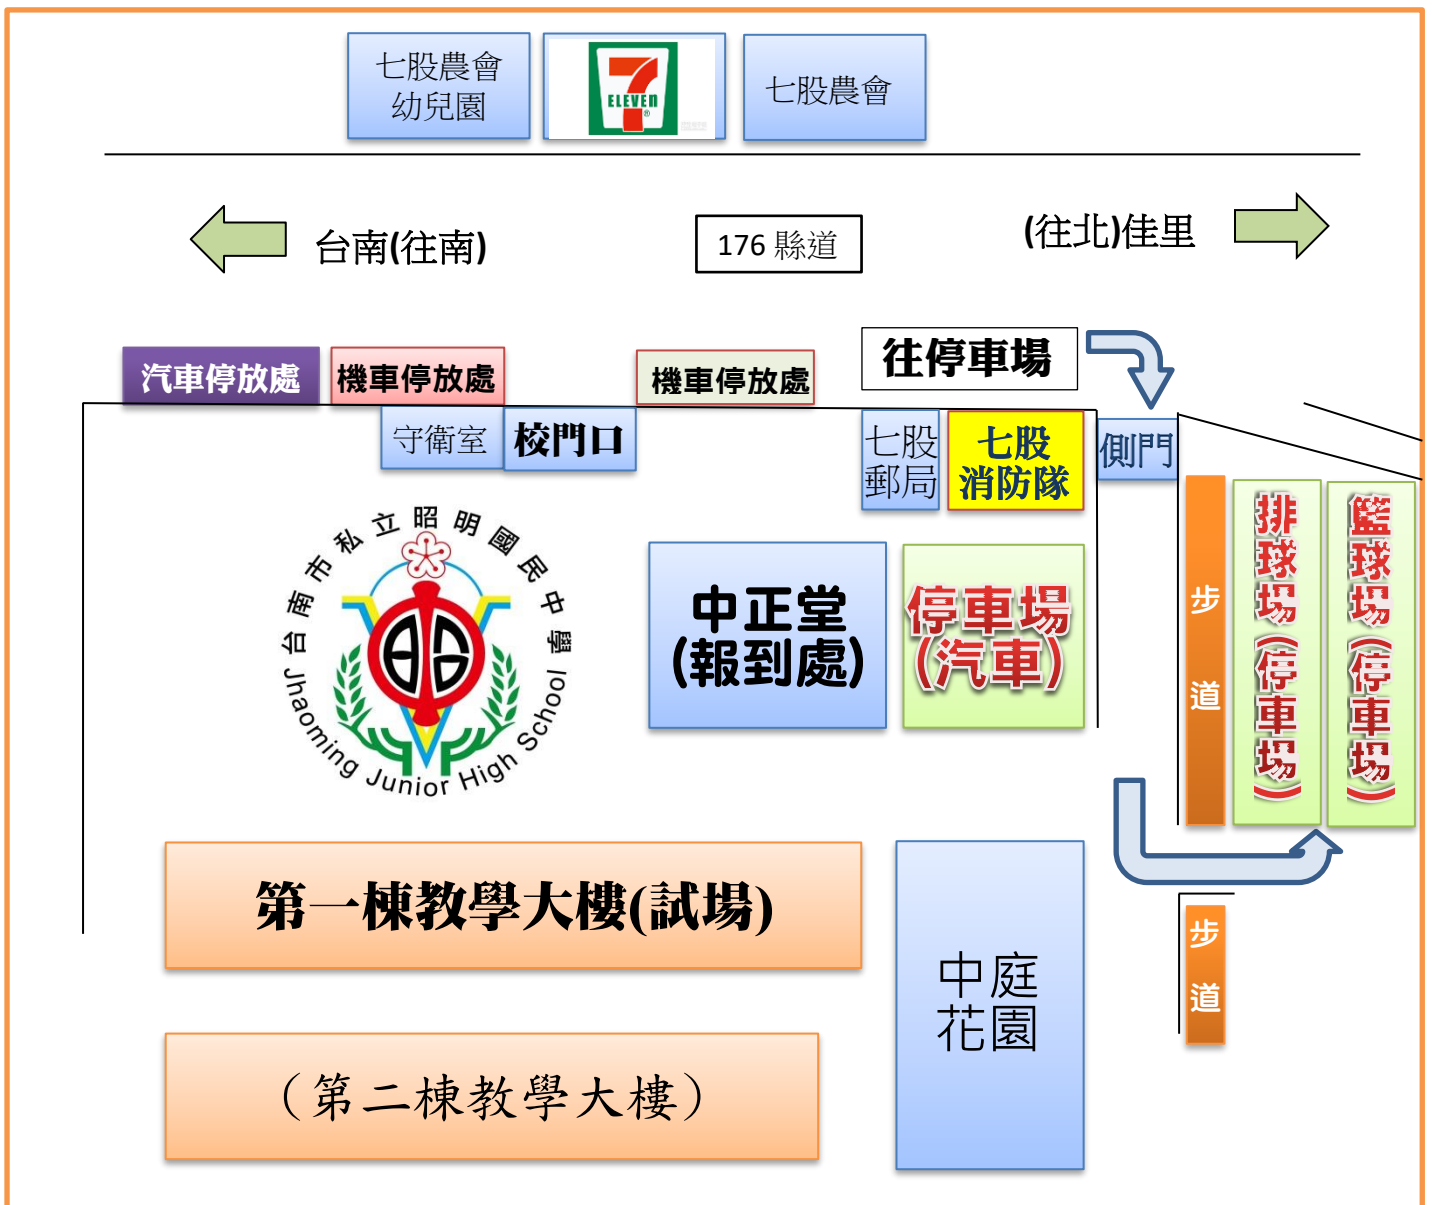 七股農會
幼兒園
7
ELEVEN
®
七股農會
台南(往南)
176 縣道
(往北)佳里
汽車停放處
機車停放處
機車停放處
往停車場
守衛室
校門口
七股
郵局
七股
消防隊
側門
台南市私立昭明國民中學
Jhaoming Junior High School
中正堂
(報到處)
停車場
(汽車)
步道
排球場(停車場)
籃球場(停車場)
第一棟教學大樓(試場)
中庭
花園
步道
(第二棟教學大樓)